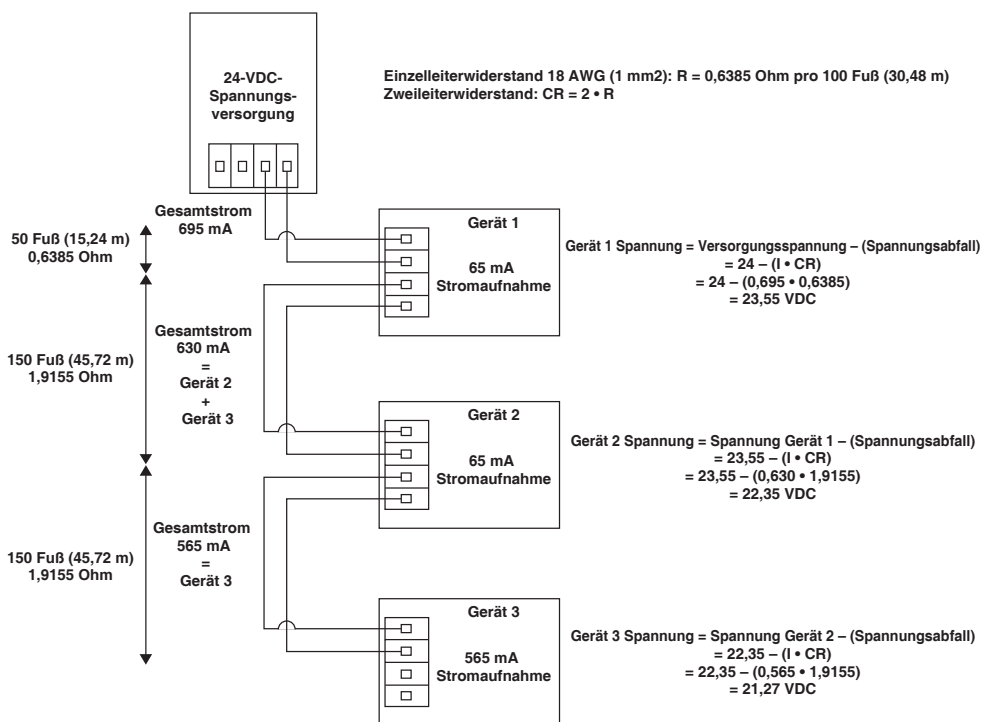 24-VDC-
Spannungs-
versorgung
Einzelleiterwiderstand 18 AWG (1 mm2): R = 0,6385 Ohm pro 100 Fuß (30,48 m)
Zweileiterwiderstand: CR = 2 • R
Gesamtstrom
695 mA
50 Fuß (15,24 m)
0,6385 Ohm
Gerät 1
65 mA
Stromaufnahme
Gerät 1 Spannung = Versorgungsspannung – (Spannungsabfall)
= 24 – (I • CR)
= 24 – (0,695 • 0,6385)
= 23,55 VDC
150 Fuß (45,72 m)
1,9155 Ohm
Gesamtstrom
630 mA
=
Gerät 2
+
Gerät 3
Gerät 2
65 mA
Stromaufnahme
Gerät 2 Spannung = Spannung Gerät 1 – (Spannungsabfall)
= 23,55 – (I • CR)
= 23,55 – (0,630 • 1,9155)
= 22,35 VDC
150 Fuß (45,72 m)
1,9155 Ohm
Gesamtstrom
565 mA
=
Gerät 3
Gerät 3
565 mA
Stromaufnahme
Gerät 3 Spannung = Spannung Gerät 2 – (Spannungsabfall)
= 22,35 – (I • CR)
= 22,35 – (0,565 • 1,9155)
= 21,27 VDC